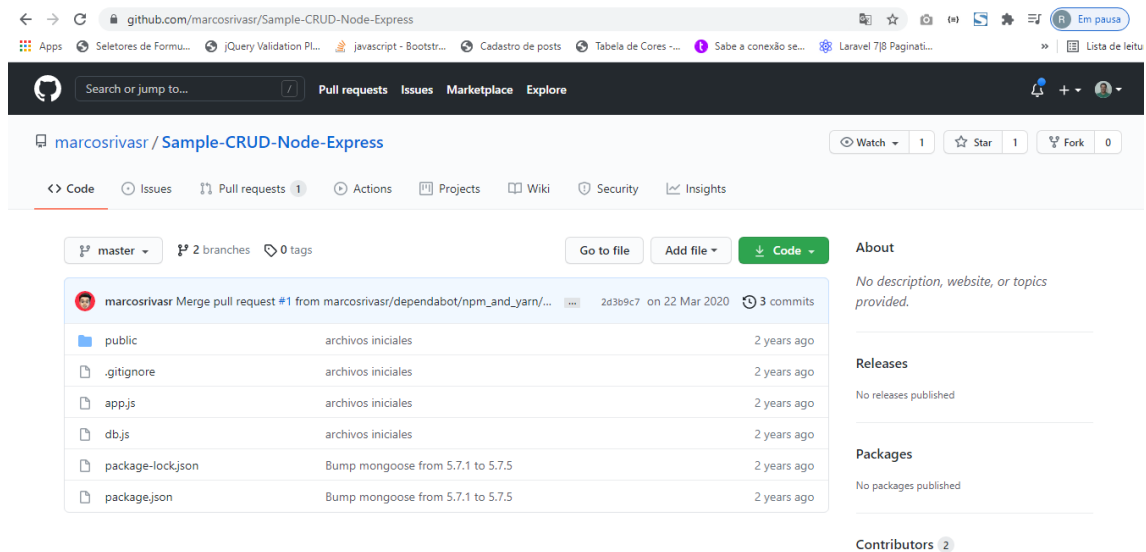 github.com/marcosrivasr/Sample-CRUD-Node-Express R Em pausa
Apps Seletores de Formu... jQuery Validation Pl... javascript - Bootstr... Cadastro de posts Tabela de Cores -... Sabe a conexão se... Laravel 7|8 Paginati... » Lista de leitu
Search or jump to... / Pull requests Issues Marketplace Explore
marcosrivasr / Sample-CRUD-Node-Express Watch 1 Star 1 Fork 0
<> Code Issues Pull requests 1 Actions Projects Wiki Security Insights
master 2 branches 0 tags Go to file Add file Code
About
marcosrivasr Merge pull request #1 from marcosrivasr/dependabot/npm_and_yarn/... ... 2d3b9c7 on 22 Mar 2020 3 commits
No description, website, or topics
provided.
public archivos iniciales 2 years ago
.gitignore archivos iniciales 2 years ago
app.js archivos iniciales 2 years ago
db.js archivos iniciales 2 years ago
package-lock.json Bump mongoose from 5.7.1 to 5.7.5 2 years ago
package.json Bump mongoose from 5.7.1 to 5.7.5 2 years ago
Releases
No releases published
Packages
No packages published
Contributors 2